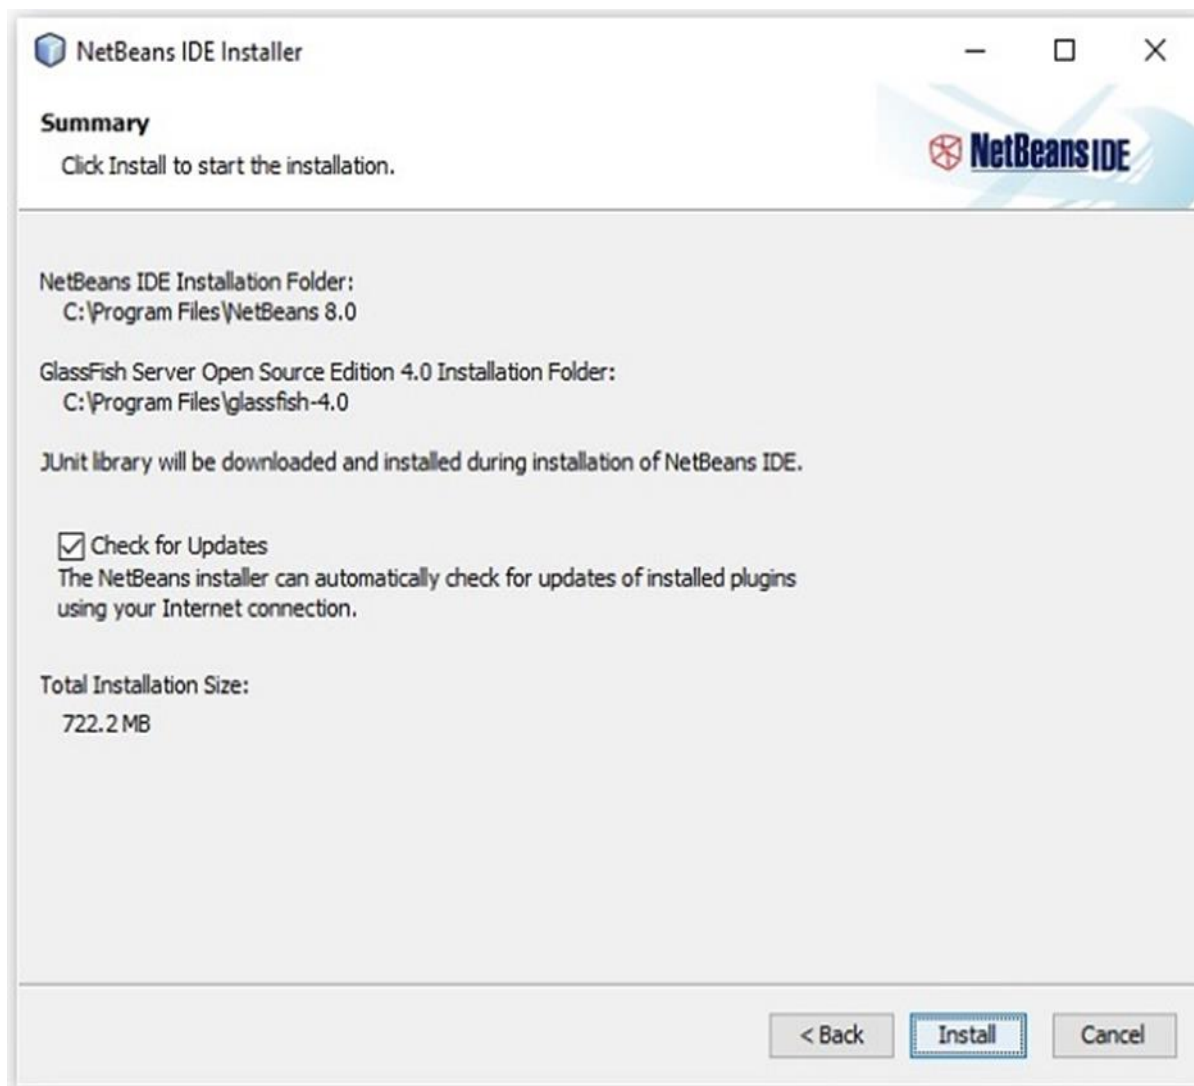 NetBeans IDE Installer
Summary
Click Install to start the installation.
NetBeans IDE
NetBeans IDE Installation Folder:
C:\Program Files\NetBeans 8.0
GlassFish Server Open Source Edition 4.0 Installation Folder:
C:\Program Files\glassfish-4.0
JUnit library will be downloaded and installed during installation of NetBeans IDE.
Check for Updates
The NetBeans installer can automatically check for updates of installed plugins
using your Internet connection.
Total Installation Size:
722.2 MB
< Back Install Cancel